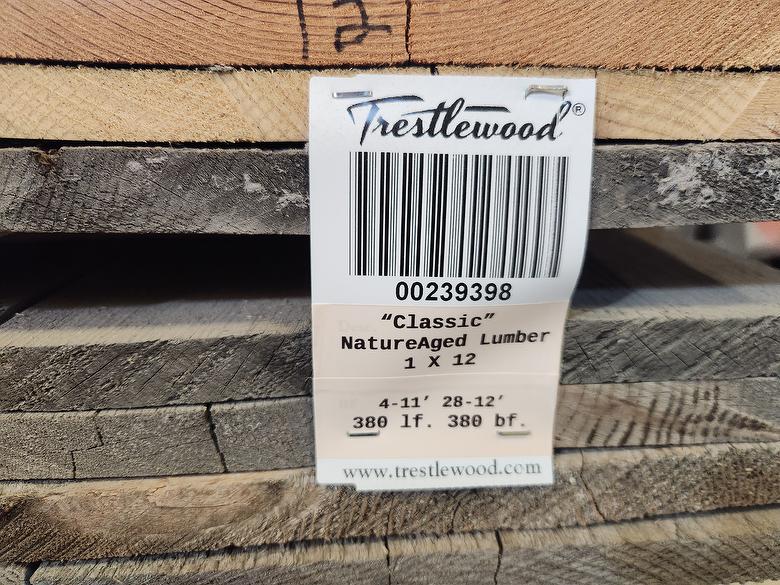 12
Trestlewood®
00239398
"Classic"
NatureAged Lumber
1 X 12
4-11' 28-12'
380 lf. 380 bf.
www.trestlewood.com